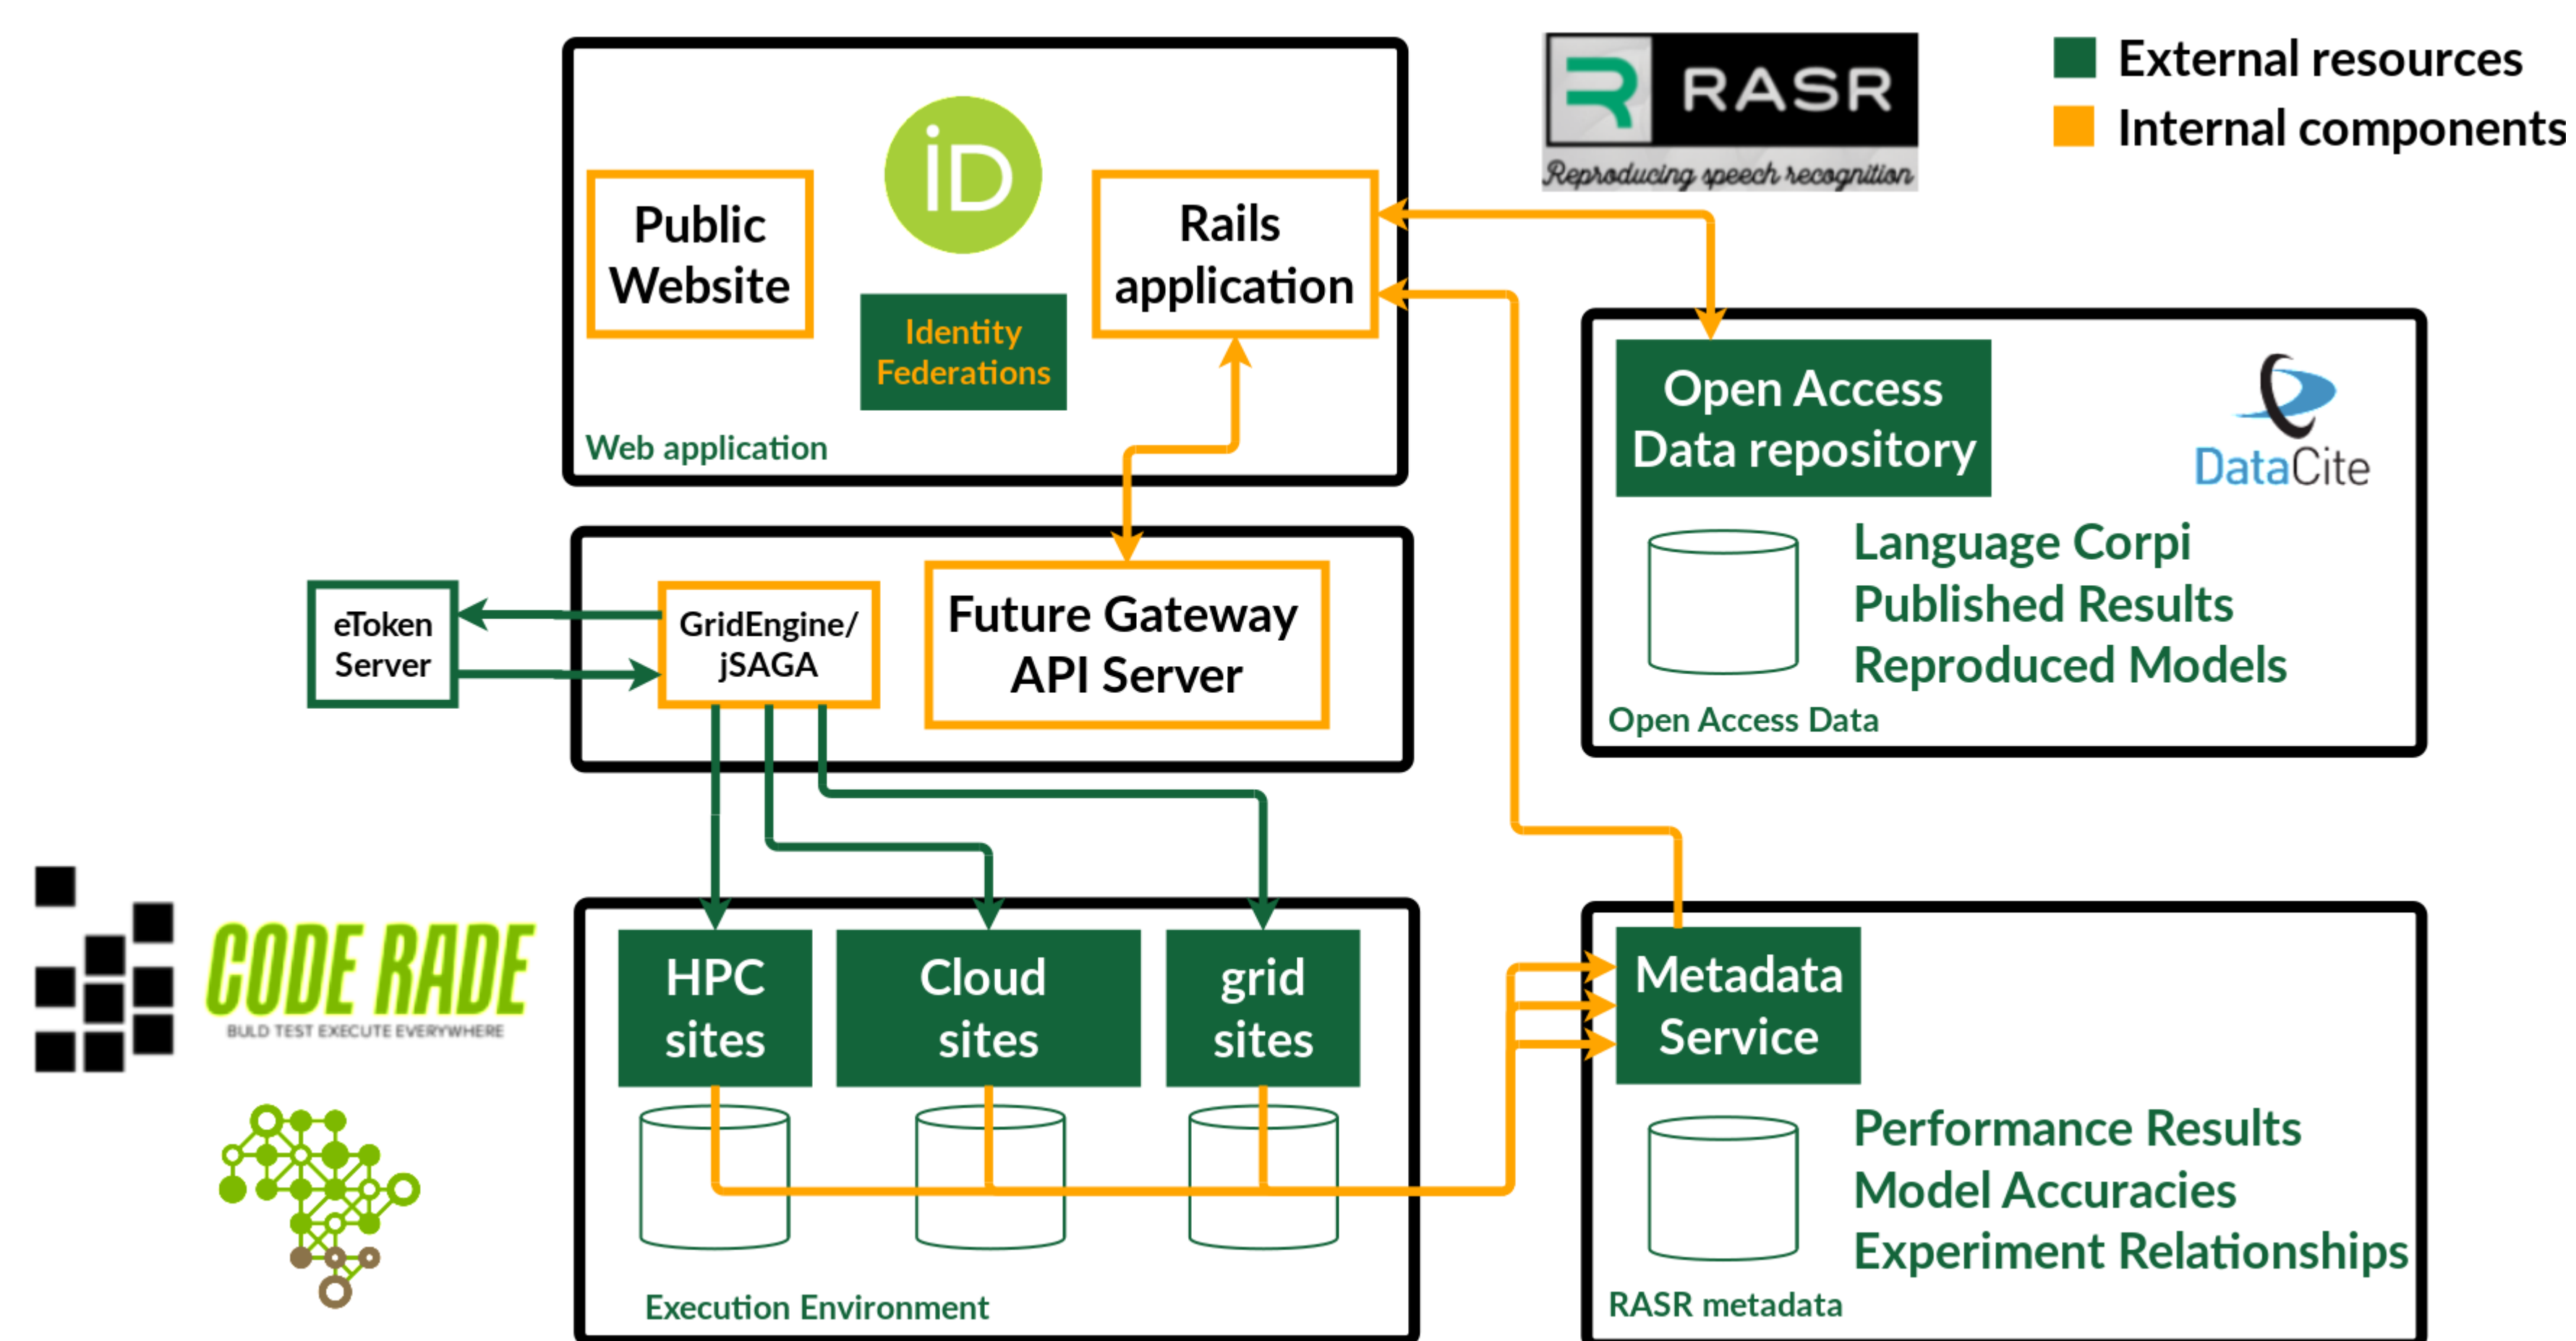 RASR
Reproducing speech recognition
External resources
Internal components
iD
Public
Website
Identity
Federations
Rails
application
Web application
Open Access
Data repository
DataCite
Language Corpi
Published Results
Reproduced Models
Open Access Data
eToken
Server
GridEngine/
jSAGA
Future Gateway
API Server
CODE RADE
BULD TEST EXECUTE EVERYWHERE
HPC
sites
Cloud
sites
grid
sites
Execution Environment
Metadata
Service
Performance Results
Model Accuracies
Experiment Relationships
RASR metadata